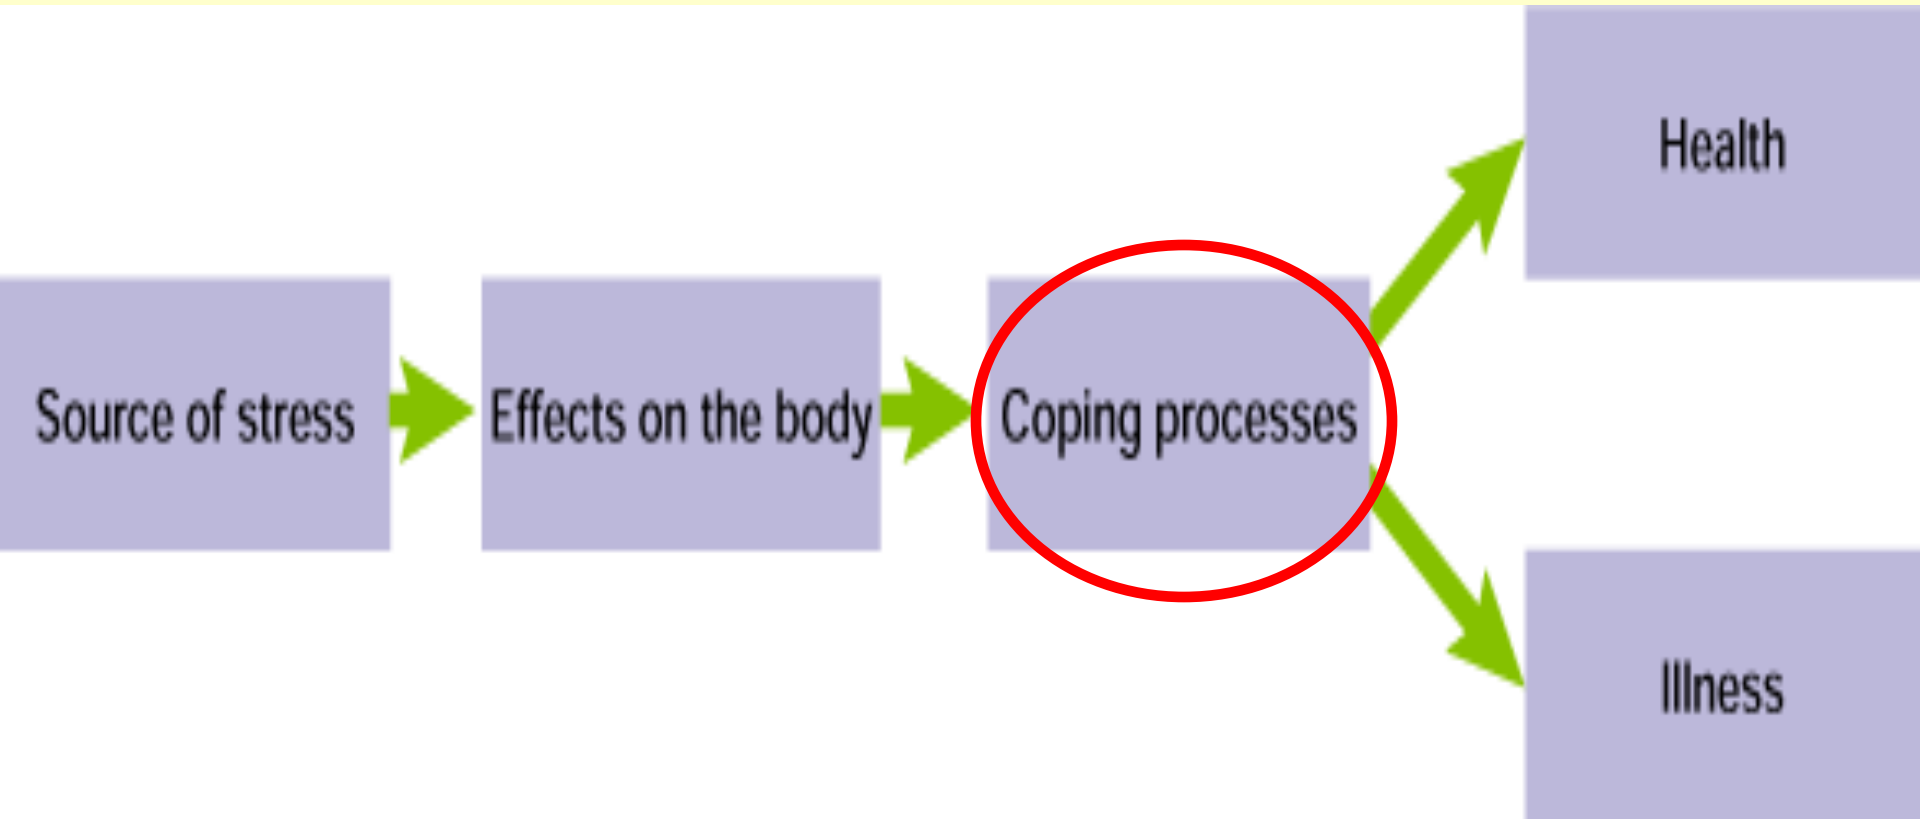 Source of stress
Effects on the body
Coping processes
Health
Illness